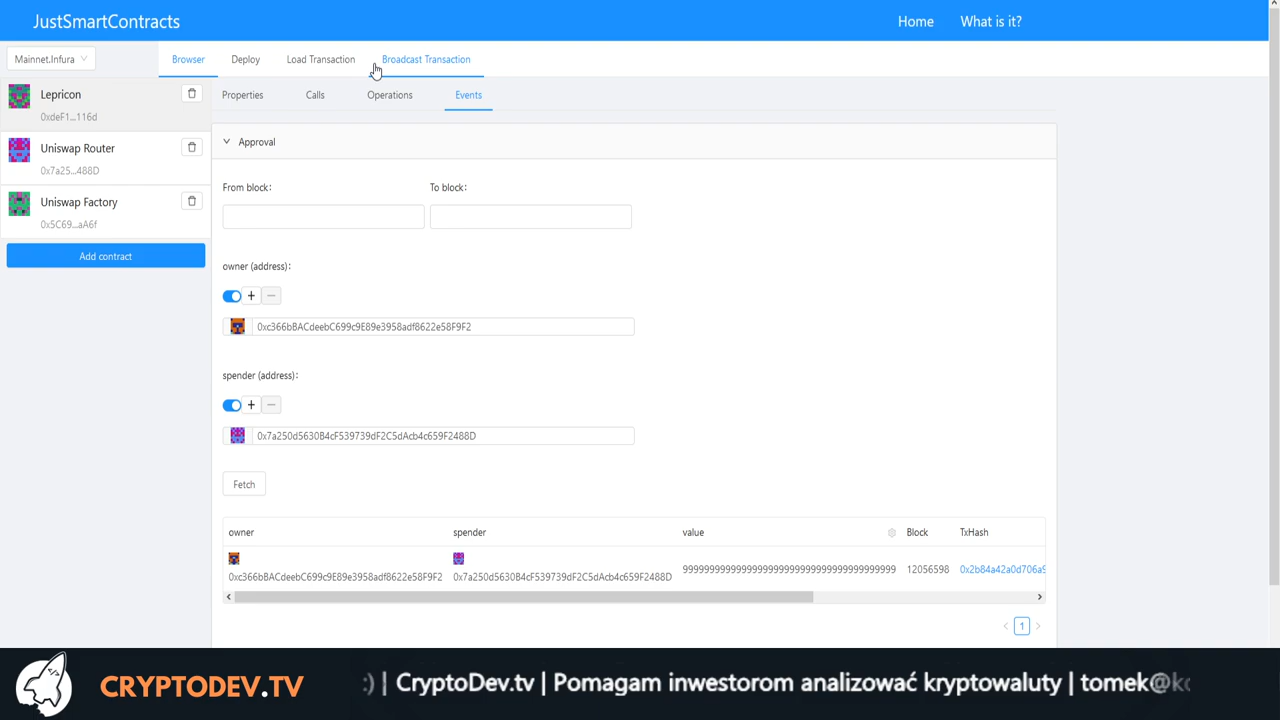 JustSmartContracts
Home What is it?
Mainnet.Infura
Browser Deploy Load Transaction Broadcast Transaction
Lepricon
0xdeF1...116d
Uniswap Router
0x7a25...488D
Uniswap Factory
0x5C69...aA6f
Add contract
Properties Calls Operations Events
Approval
From block: To block:
owner (address):
+ −
0xc366bBACdeebC699c9E89e3958adf8622e58F9F2
spender (address):
+ −
0x7a250d5630B4cF539739dF2C5dAcb4c659F2488D
Fetch
owner spender value Block TxHash
0xc366bBACdeebC699c9E89e3958adf8622e58F9F2 0x7a250d5630B4cF539739dF2C5dAcb4c659F2488D 12056598 0x2b84a42a0d706a9
1
CRYPTODEV.TV :) | CryptoDev.tv | Pomagam inwestorom analizować kryptowaluty | tomek@